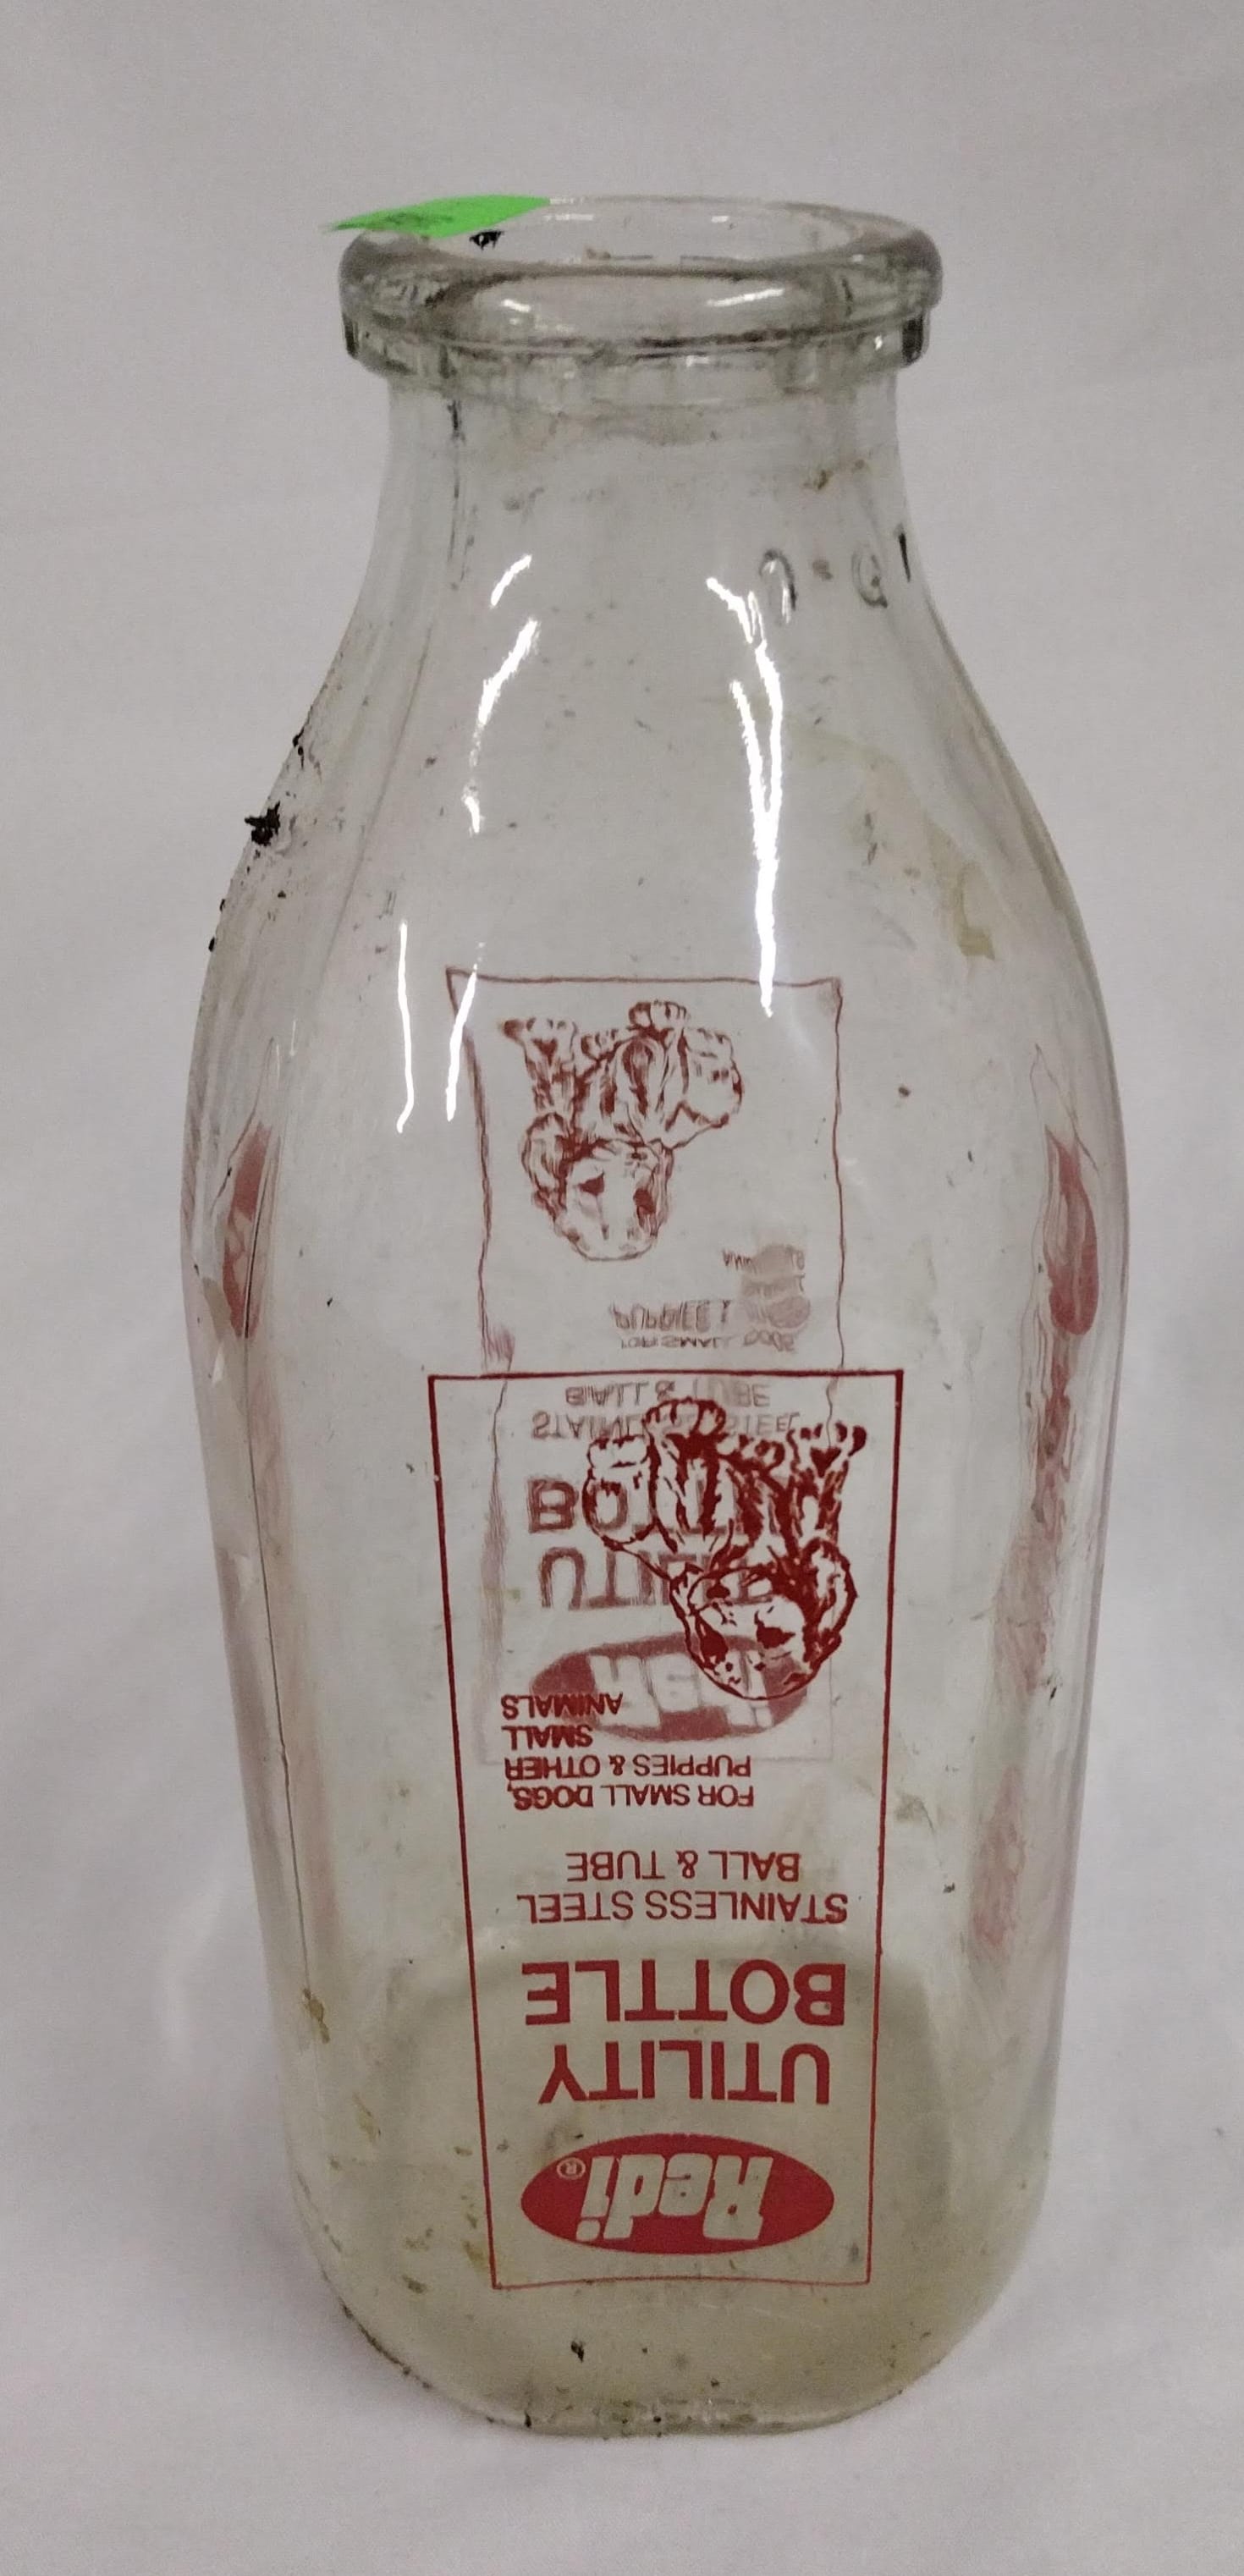 Redi®
UTILITY
BOTTLE
STAINLESS STEEL
BALL & TUBE
FOR SMALL DOGS,
PUPPIES & OTHER
SMALL
ANIMALS